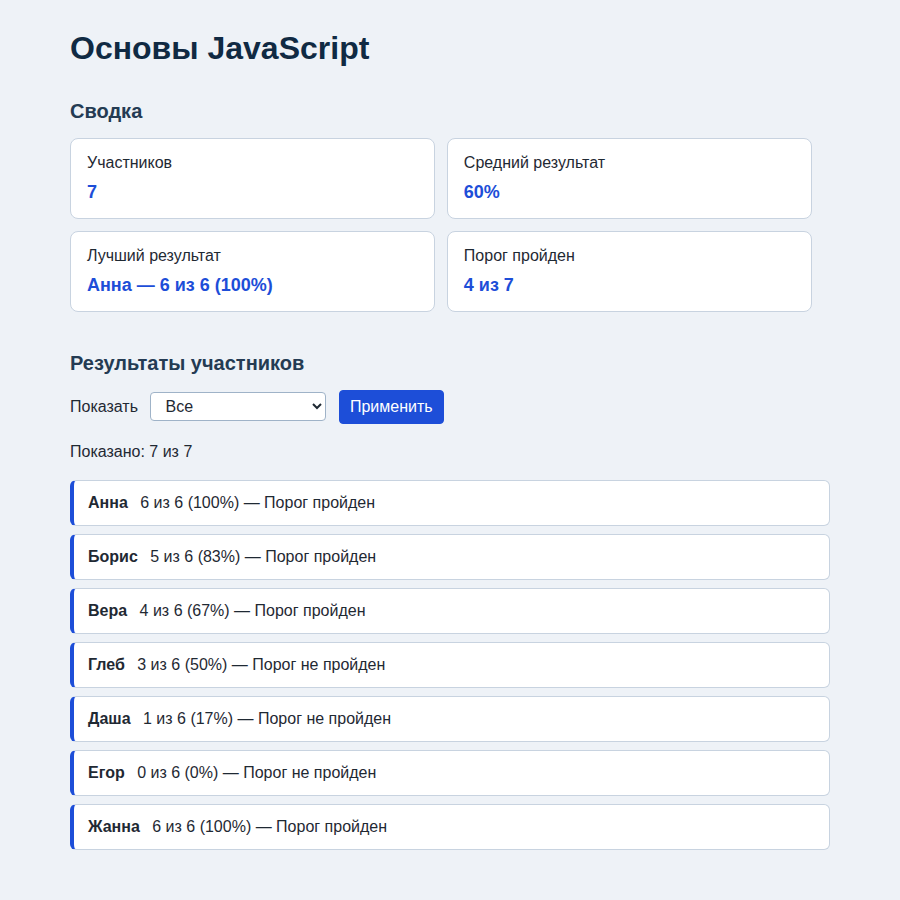 Основы JavaScript
Сводка
Участников
7
Средний результат
60%
Лучший результат
Анна — 6 из 6 (100%)
Порог пройден
4 из 7
Результаты участников
Показать Все Применить
Показано: 7 из 7
Анна 6 из 6 (100%) — Порог пройден
Борис 5 из 6 (83%) — Порог пройден
Вера 4 из 6 (67%) — Порог пройден
Глеб 3 из 6 (50%) — Порог не пройден
Даша 1 из 6 (17%) — Порог не пройден
Егор 0 из 6 (0%) — Порог не пройден
Жанна 6 из 6 (100%) — Порог пройден